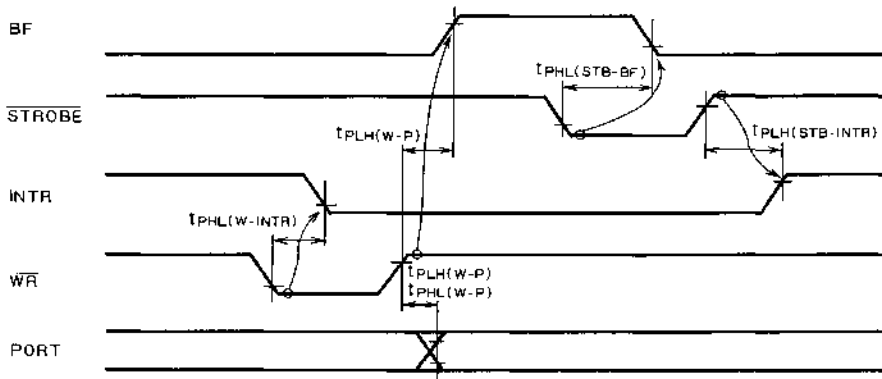 BF
tPHL(STB-BF)
STROBE
tPLH(W-P)
tPLH(STB-INTR)
INTR
tPHL(W-INTR)
WR
tPLH(W-P)
tPHL(W-P)
PORT